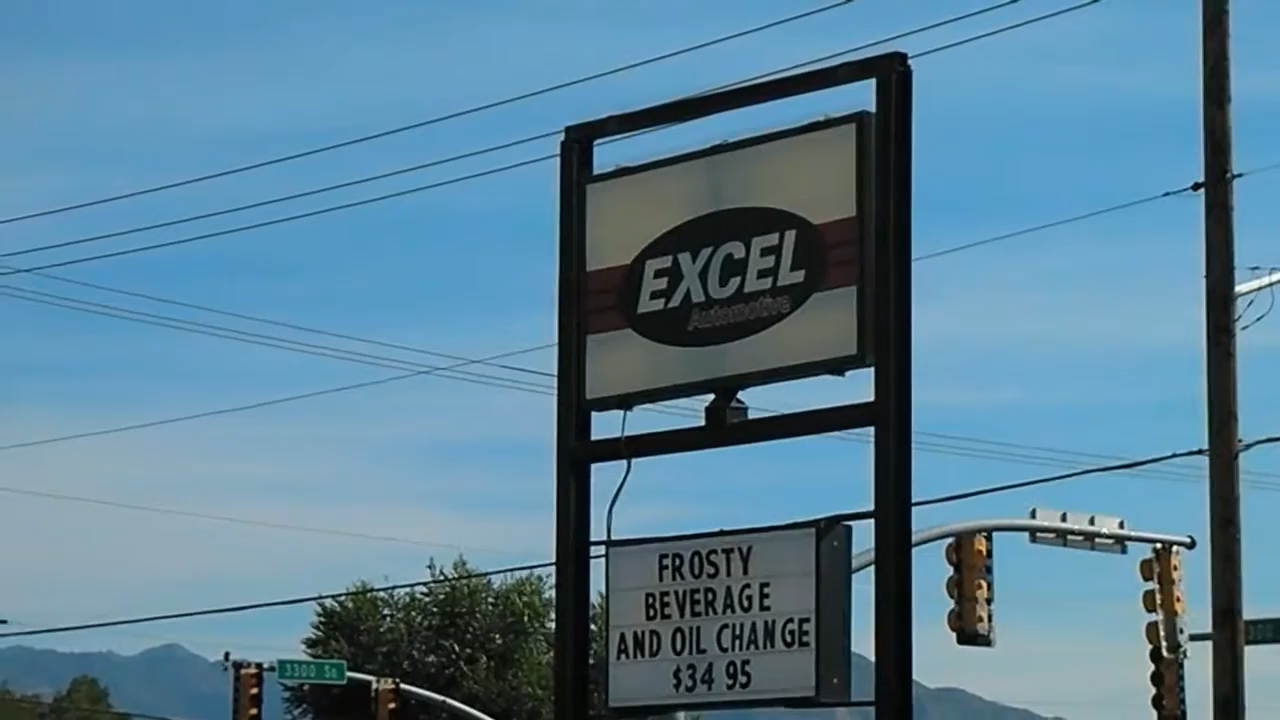 EXCEL
Automotive
FROSTY
BEVERAGE
AND OIL CHANGE
$34 95
3300 So.